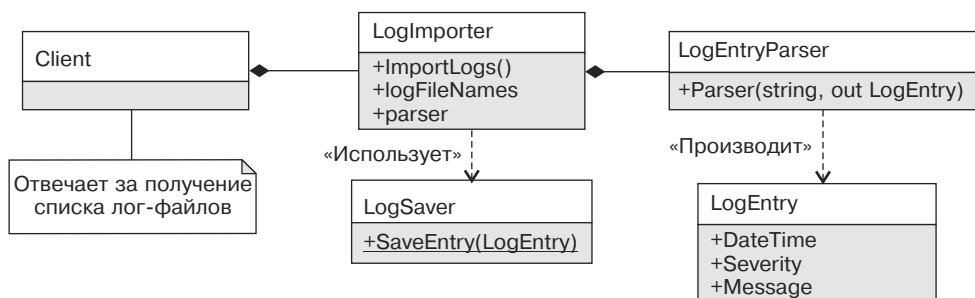 Client
Отвечает за получение
списка лог-файлов
LogImporter
+ImportLogs()
+logFileNames
+parser
«Использует»
LogSaver
+SaveEntry(LogEntry)
LogEntryParser
+Parser(string, out LogEntry)
«Производит»
LogEntry
+DateTime
+Severity
+Message